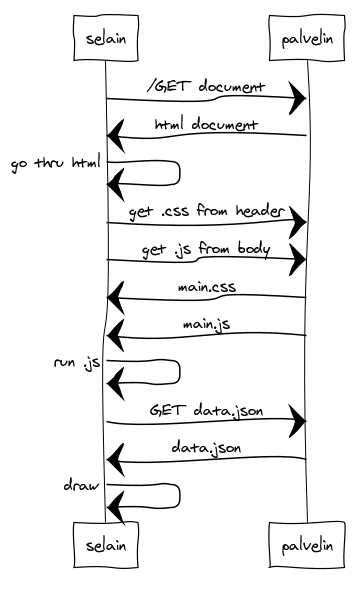 selain
palvelin
/GET document
html document
go thru html
get .css from header
get .js from body
main.css
main.js
run .js
GET data.json
data.json
draw
selain
palvelin